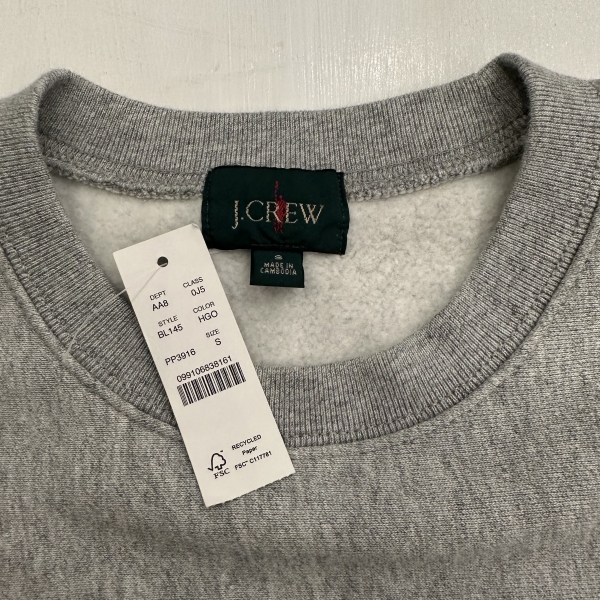 J.CREW
S
MADE IN
CAMBODIA
DEPT CLASS
AA8 0J5
STYLE COLOR
BL145 HGO
SIZE
PP3916 S
099106838161
RECYCLED
Paper
FSC
FSC™ C117781